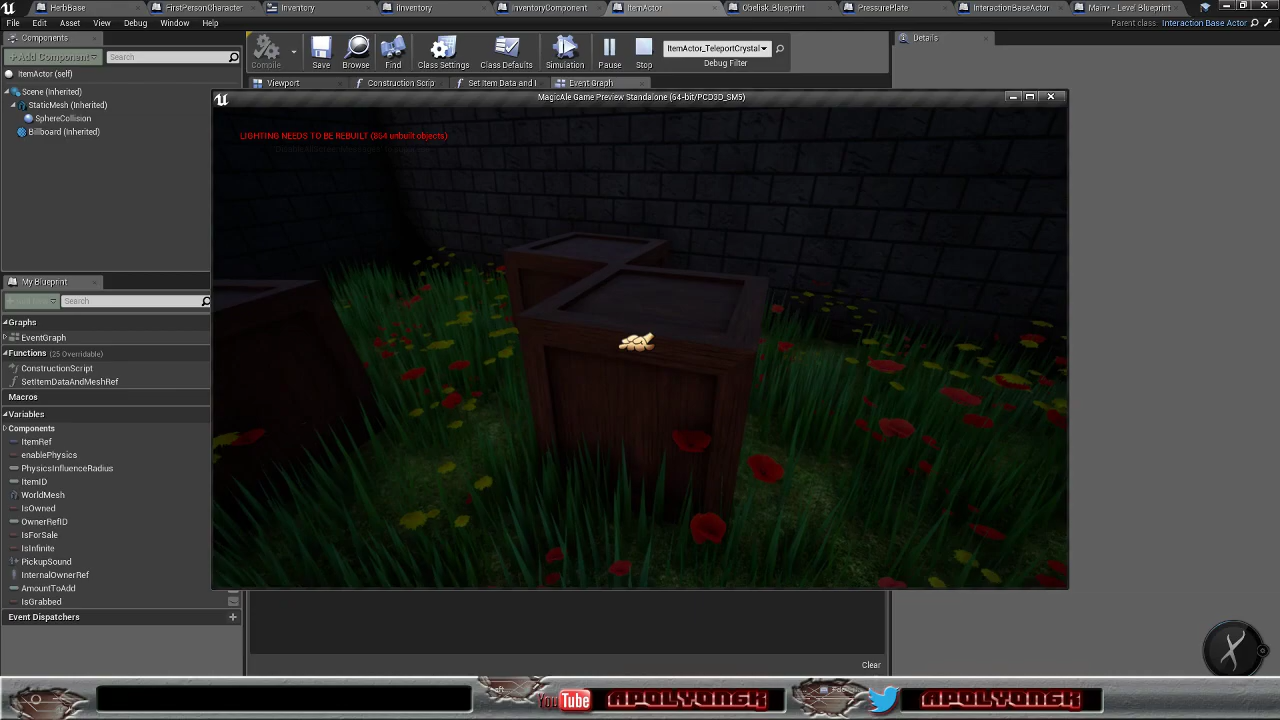 HerbBase
FirstPersonCharacter
Inventory
IInventory
InventoryComponent
ItemActor
Obelisk_Blueprint
PressurePlate
InteractionBaseActor
Main* - Level Blueprint
File Edit Asset View Debug Window Help
Parent class: Interaction Base Actor
Components
Details
+ Add Component
Search
Compile
Save
Browse
Find
Class Settings
Class Defaults
Simulation
Pause
Stop
ItemActor_TeleportCrystal
Debug Filter
ItemActor (self)
Viewport
Construction Scrip
Set Item Data and I
Event Graph
Scene (Inherited)
StaticMesh (Inherited)
SphereCollision
Billboard (Inherited)
MagicAle Game Preview Standalone (64-bit/PCD3D_SM5)
LIGHTING NEEDS TO BE REBUILT (864 unbuilt objects)
My Blueprint
Search
Graphs
EventGraph
Functions (25 Overridable)
ConstructionScript
SetItemDataAndMeshRef
Macros
Variables
Components
ItemRef
enablePhysics
PhysicsInfluenceRadius
ItemID
WorldMesh
IsOwned
OwnerRefID
IsForSale
IsInfinite
PickupSound
InternalOwnerRef
AmountToAdd
IsGrabbed
Event Dispatchers
Clear
YouTube
APOLYON6K
APOLYON6K